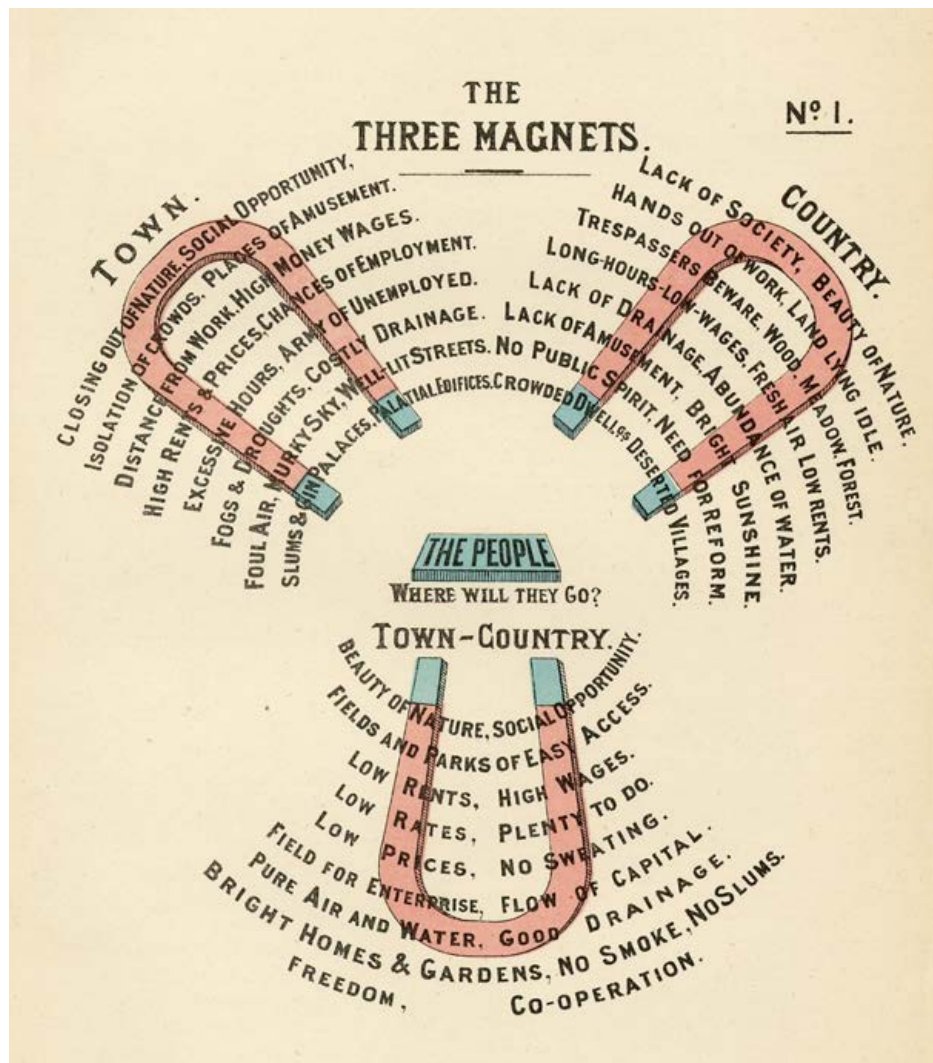 THE
THREE MAGNETS.
No. 1.
TOWN.
CLOSING OUT OF NATURE. SOCIAL OPPORTUNITY,
ISOLATION OF CROWDS. PLACES OF AMUSEMENT.
DISTANCE FROM WORK. HIGH MONEY WAGES.
HIGH RENTS & PRICES. CHANCES OF EMPLOYMENT.
EXCESSIVE HOURS. ARMY OF UNEMPLOYED.
FOGS & DROUGHTS. COSTLY DRAINAGE.
FOUL AIR, MURKY SKY. WELL-LIT STREETS.
SLUMS & GIN PALACES. PALATIAL EDIFICES.
COUNTRY.
LACK OF SOCIETY, BEAUTY OF NATURE.
HANDS OUT OF WORK, LAND LYING IDLE.
TRESPASSERS BEWARE. WOOD, MEADOW, FOREST.
LONG-HOURS-LOW-WAGES, FRESH AIR LOW RENTS.
LACK OF DRAINAGE, ABUNDANCE OF WATER.
LACK OF AMUSEMENT, BRIGHT SUNSHINE.
NO PUBLIC SPIRIT, NEED FOR REFORM.
CROWDED DWELLGS DESERTED VILLAGES.
THE PEOPLE
WHERE WILL THEY GO?
TOWN-COUNTRY.
BEAUTY OF NATURE, SOCIAL OPPORTUNITY.
FIELDS AND PARKS OF EASY ACCESS.
LOW RENTS, HIGH WAGES.
LOW RATES, PLENTY TO DO.
LOW PRICES, NO SWEATING.
FIELD FOR ENTERPRISE, FLOW OF CAPITAL.
PURE AIR AND WATER, GOOD DRAINAGE.
BRIGHT HOMES & GARDENS, NO SMOKE, NO SLUMS.
FREEDOM, CO-OPERATION.